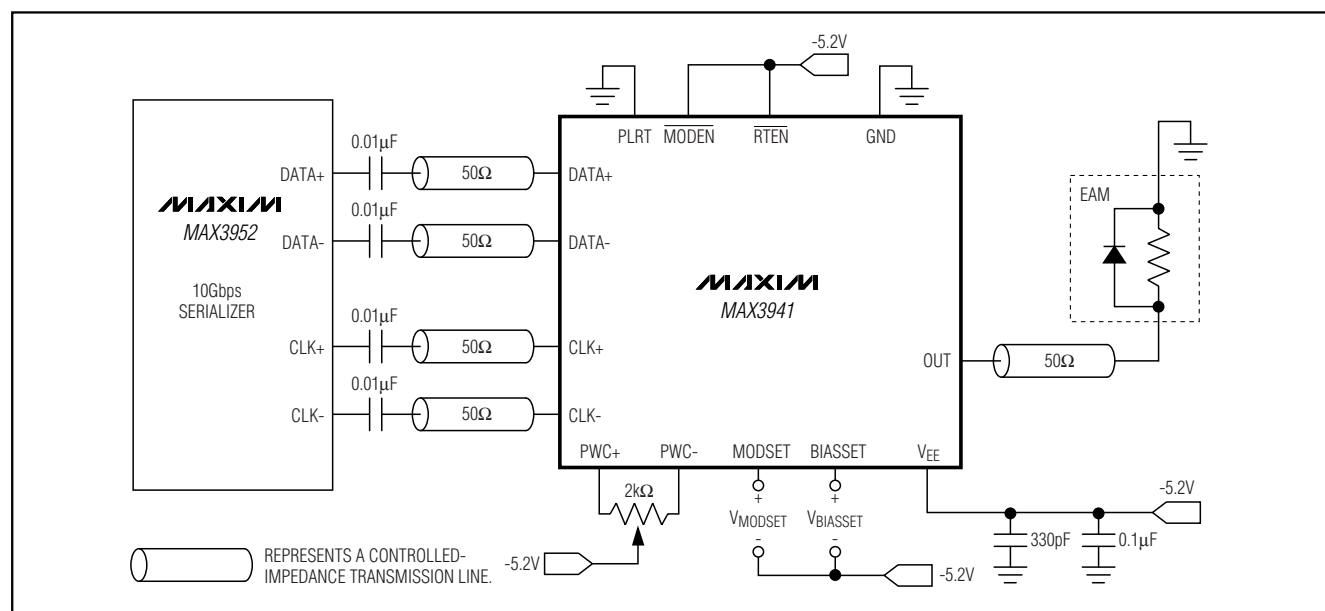 -5.2V
PLRT
MODEN
RTEN
GND
0.01μF
DATA+
50Ω
DATA+
EAM
MAXIM
MAX3952
0.01μF
DATA-
50Ω
DATA-
MAXIM
MAX3941
10Gbps
SERIALIZER
0.01μF
CLK+
50Ω
CLK+
OUT
50Ω
0.01μF
CLK-
50Ω
CLK-
PWC+
PWC-
MODSET
BIASSET
VEE
2kΩ
+
+
VMODSET
VBIASSET
-
-
-5.2V
330pF
0.1μF
-5.2V
-5.2V
REPRESENTS A CONTROLLED-
IMPEDANCE TRANSMISSION LINE.